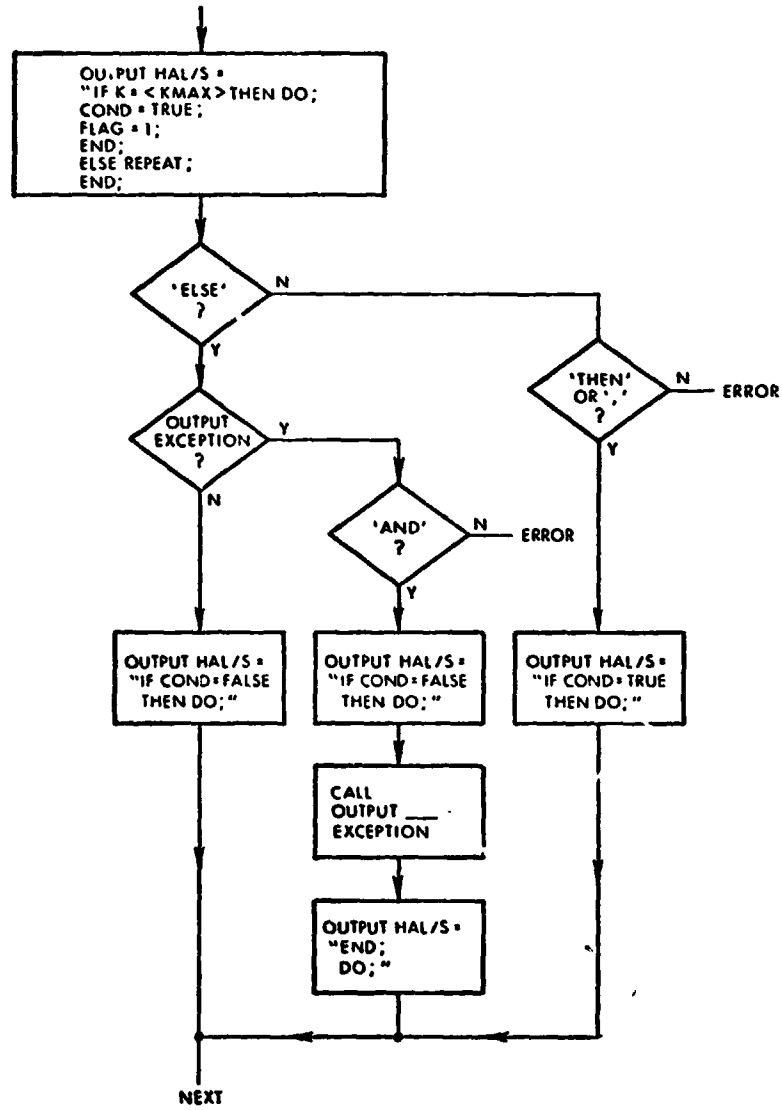 OUTPUT HAL/S =
"IF K = <KMAX> THEN DO;
COND = TRUE;
FLAG = 1;
END;
ELSE REPEAT;
END;
'ELSE'
?
N
Y
'THEN'
OR ','
?
N
ERROR
Y
OUTPUT
EXCEPTION
?
Y
N
'AND'
?
N
ERROR
Y
OUTPUT HAL/S =
"IF COND = FALSE
THEN DO;"
OUTPUT HAL/S =
"IF COND = FALSE
THEN DO;"
OUTPUT HAL/S =
"IF COND = TRUE
THEN DO;"
CALL
OUTPUT __
EXCEPTION
OUTPUT HAL/S =
"END;
DO;"
NEXT